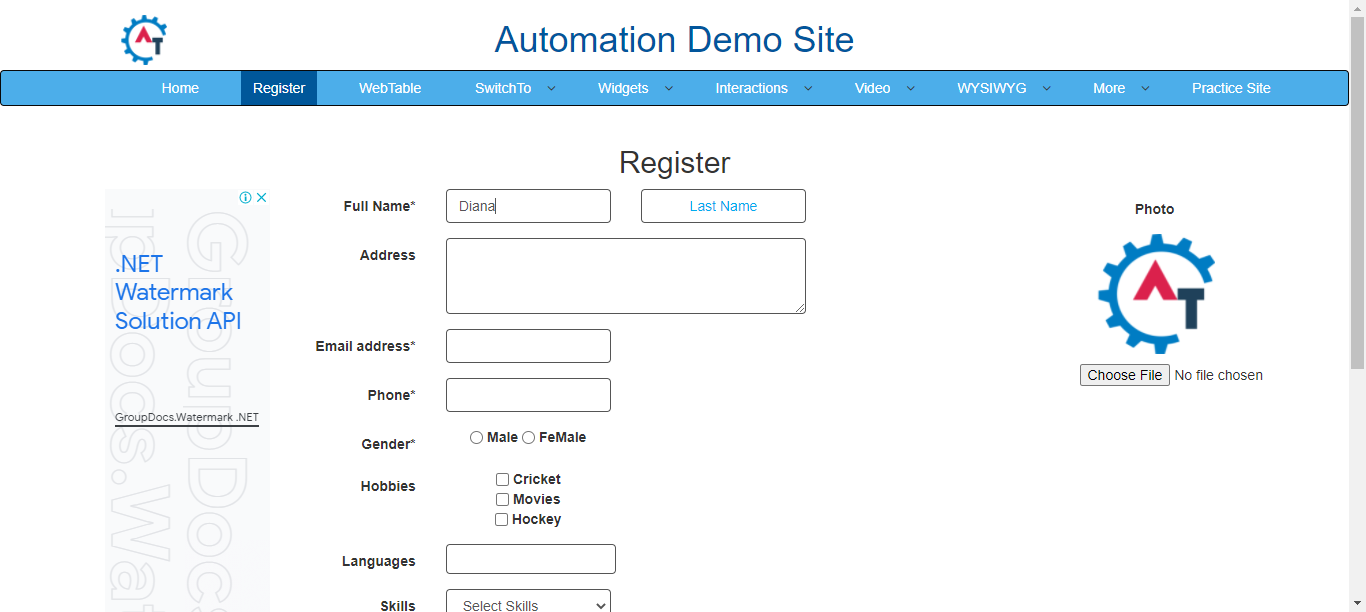 Automation Demo Site
Home Register WebTable SwitchTo Widgets Interactions Video WYSIWYG More Practice Site
Register
Full Name* Diana Last Name
Photo
Address
Email address*
Phone*
Choose File No file chosen
Gender* Male FeMale
Hobbies Cricket
Movies
Hockey
Languages
Skills Select Skills
.NET
Watermark
Solution API
GroupDocs.Watermark .NET